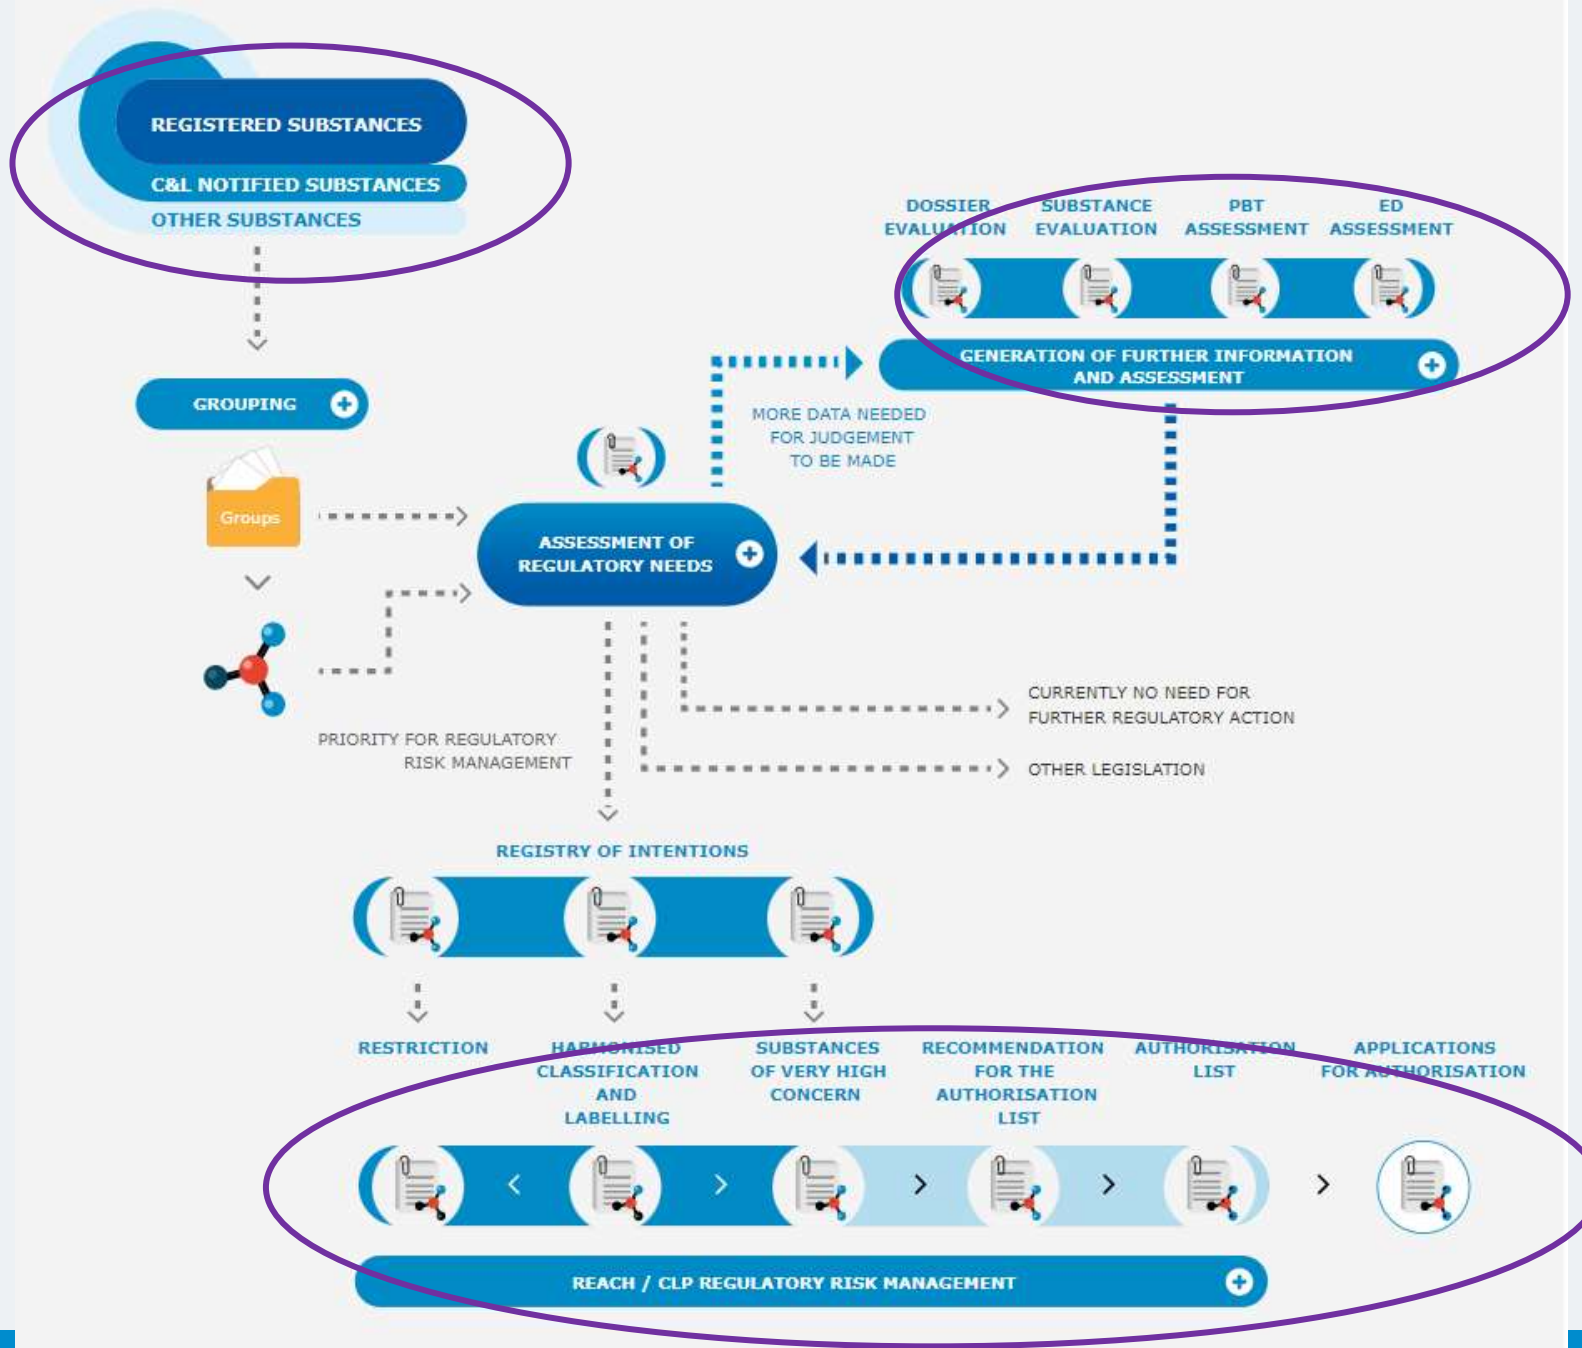 REGISTERED SUBSTANCES
C&L NOTIFIED SUBSTANCES
OTHER SUBSTANCES
GROUPING
Groups
DOSSIER
EVALUATION
SUBSTANCE
EVALUATION
PBT
ASSESSMENT
ED
ASSESSMENT
GENERATION OF FURTHER INFORMATION
AND ASSESSMENT
MORE DATA NEEDED
FOR JUDGEMENT
TO BE MADE
ASSESSMENT OF
REGULATORY NEEDS
CURRENTLY NO NEED FOR
FURTHER REGULATORY ACTION
OTHER LEGISLATION
PRIORITY FOR REGULATORY
RISK MANAGEMENT
REGISTRY OF INTENTIONS
RESTRICTION
HARMONISED
CLASSIFICATION
AND
LABELLING
SUBSTANCES
OF VERY HIGH
CONCERN
RECOMMENDATION
FOR THE
AUTHORISATION
LIST
AUTHORISATION
LIST
APPLICATIONS
FOR AUTHORISATION
REACH / CLP REGULATORY RISK MANAGEMENT